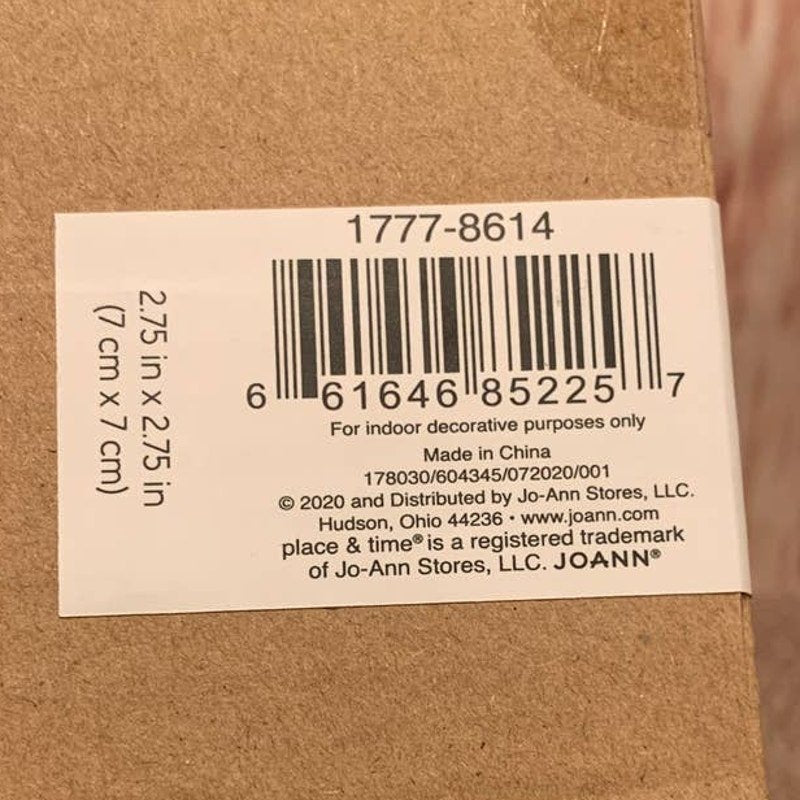 1777-8614
6 61646 85225 7
For indoor decorative purposes only
Made in China
178030/604345/072020/001
© 2020 and Distributed by Jo-Ann Stores, LLC.
Hudson, Ohio 44236 • www.joann.com
place & time® is a registered trademark
of Jo-Ann Stores, LLC. JOANN®
2.75 in x 2.75 in
(7 cm x 7 cm)